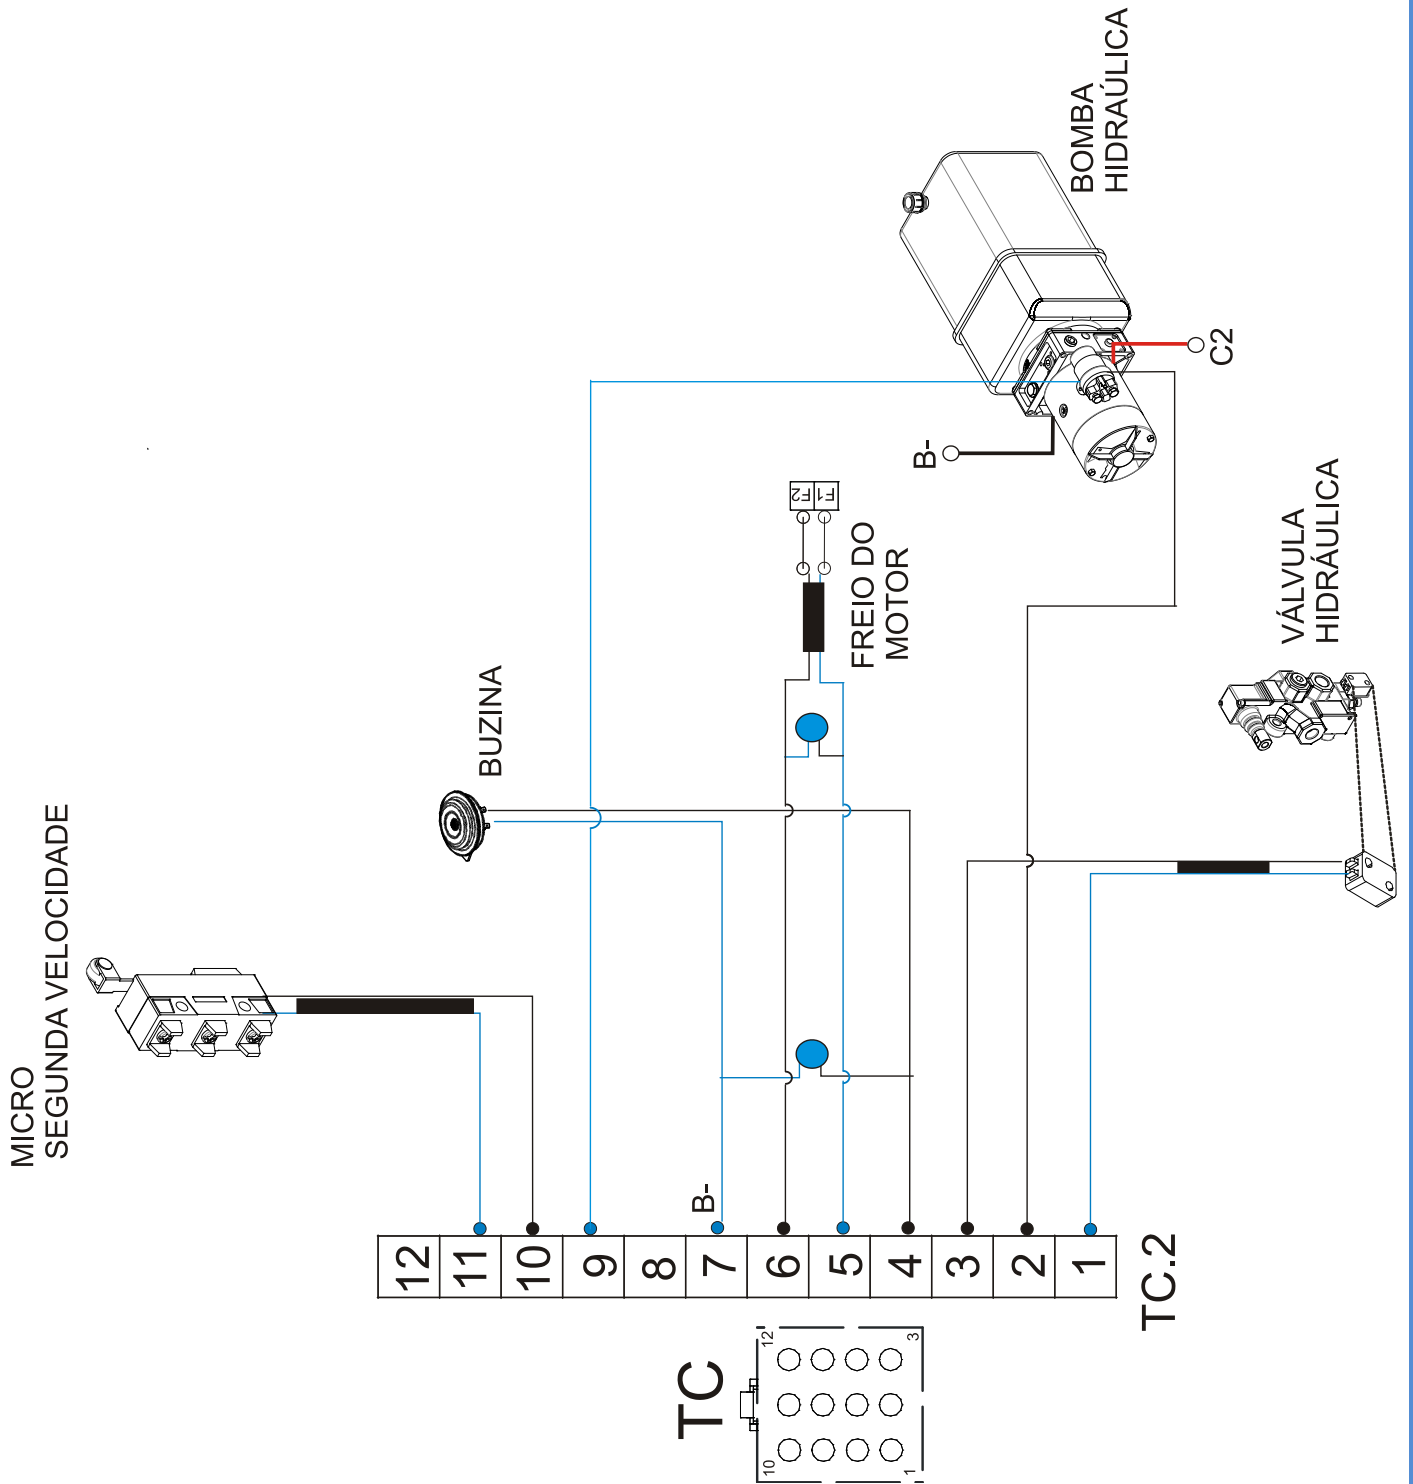 MICRO
SEGUNDA VELOCIDADE
BUZINA
FREIO DO
MOTOR
F2
F1
BOMBA
HIDRAÚLICA
B-
C2
VÁLVULA
HIDRÁULICA
B-
12
11
10
9
8
7
6
5
4
3
2
1
TC.2
TC
12
3
10
1